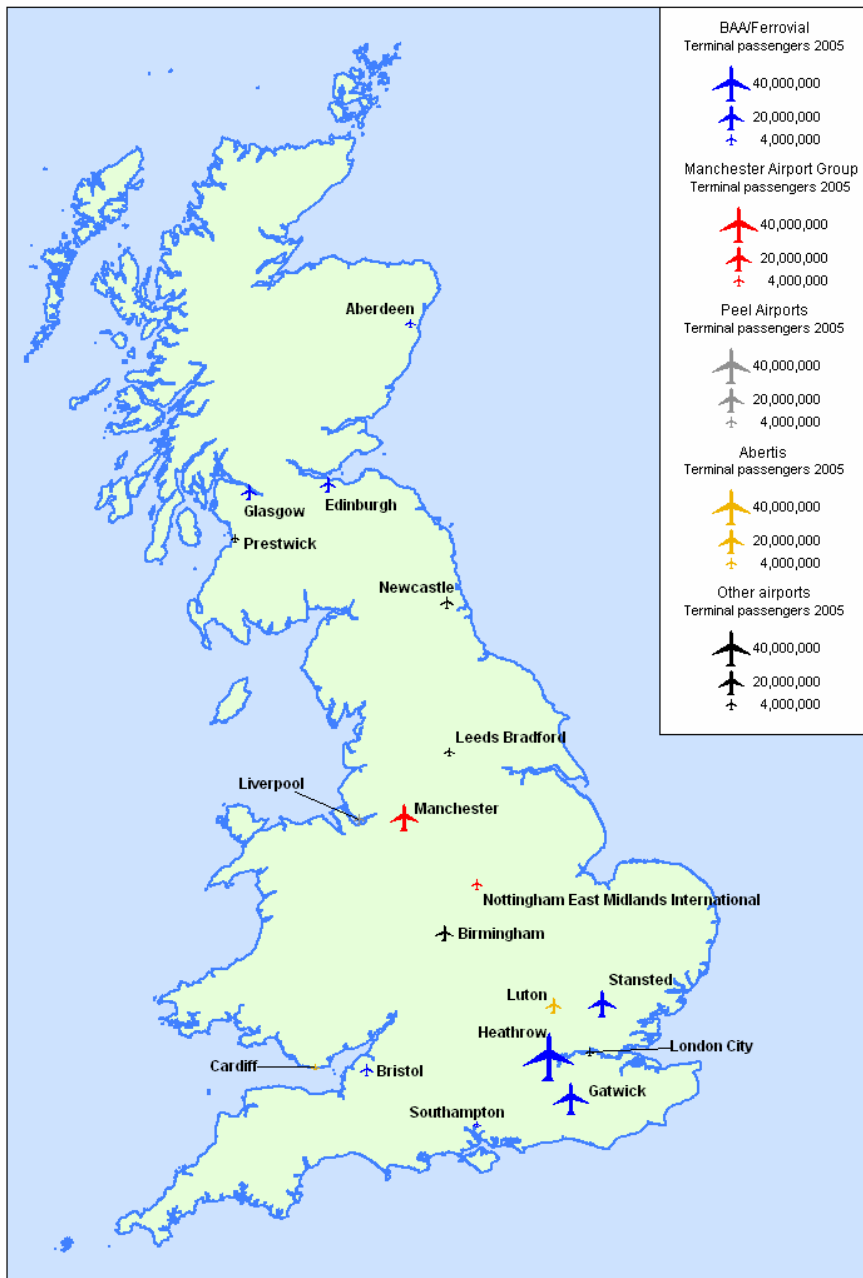 BAA/Ferrovial
Terminal passengers 2005
40,000,000
20,000,000
4,000,000
Manchester Airport Group
Terminal passengers 2005
40,000,000
20,000,000
4,000,000
Peel Airports
Terminal passengers 2005
40,000,000
20,000,000
4,000,000
Abertis
Terminal passengers 2005
40,000,000
20,000,000
4,000,000
Other airports
Terminal passengers 2005
40,000,000
20,000,000
4,000,000
Aberdeen
Glasgow
Edinburgh
Prestwick
Newcastle
Leeds Bradford
Liverpool
Manchester
Nottingham East Midlands International
Birmingham
Stansted
Luton
Heathrow
London City
Cardiff
Bristol
Gatwick
Southampton